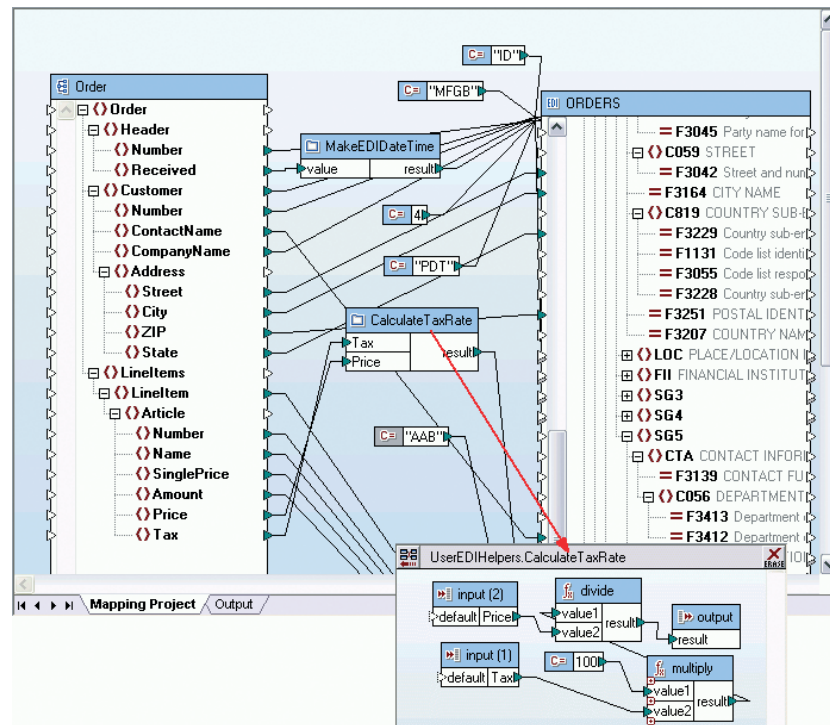 C= "ID"
C= "MFGB"
Order
EDI ORDERS
Order
Header
Number
Received
Customer
Number
ContactName
CompanyName
Address
Street
City
ZIP
State
LineItems
LineItem
Article
Number
Name
SinglePrice
Amount
Price
Tax
MakeEDIDateTime
value result
C= 4
C= "PDT"
CalculateTaxRate
Tax
Price
result
C= "AAB"
F3045 Party name for
C059 STREET
F3042 Street and nun
F3164 CITY NAME
C819 COUNTRY SUB-E
F3229 Country sub-er
F1131 Code list identi
F3055 Code list respo
F3228 Country sub-er
F3251 POSTAL IDENT
F3207 COUNTRY NAM
LOC PLACE/LOCATION I
FII FINANCIAL INSTITUT
SG3
SG4
SG5
CTA CONTACT INFORI
F3139 CONTACT FU
C056 DEPARTMENT
F3413 Department
F3412 Department
Mapping Project Output
UserEDIHelpers.CalculateTaxRate ERASE
input (2)
default Price
fx divide
value1
value2
result
output
result
input (1)
default Tax
C= 100
fx multiply
value1
value2
result